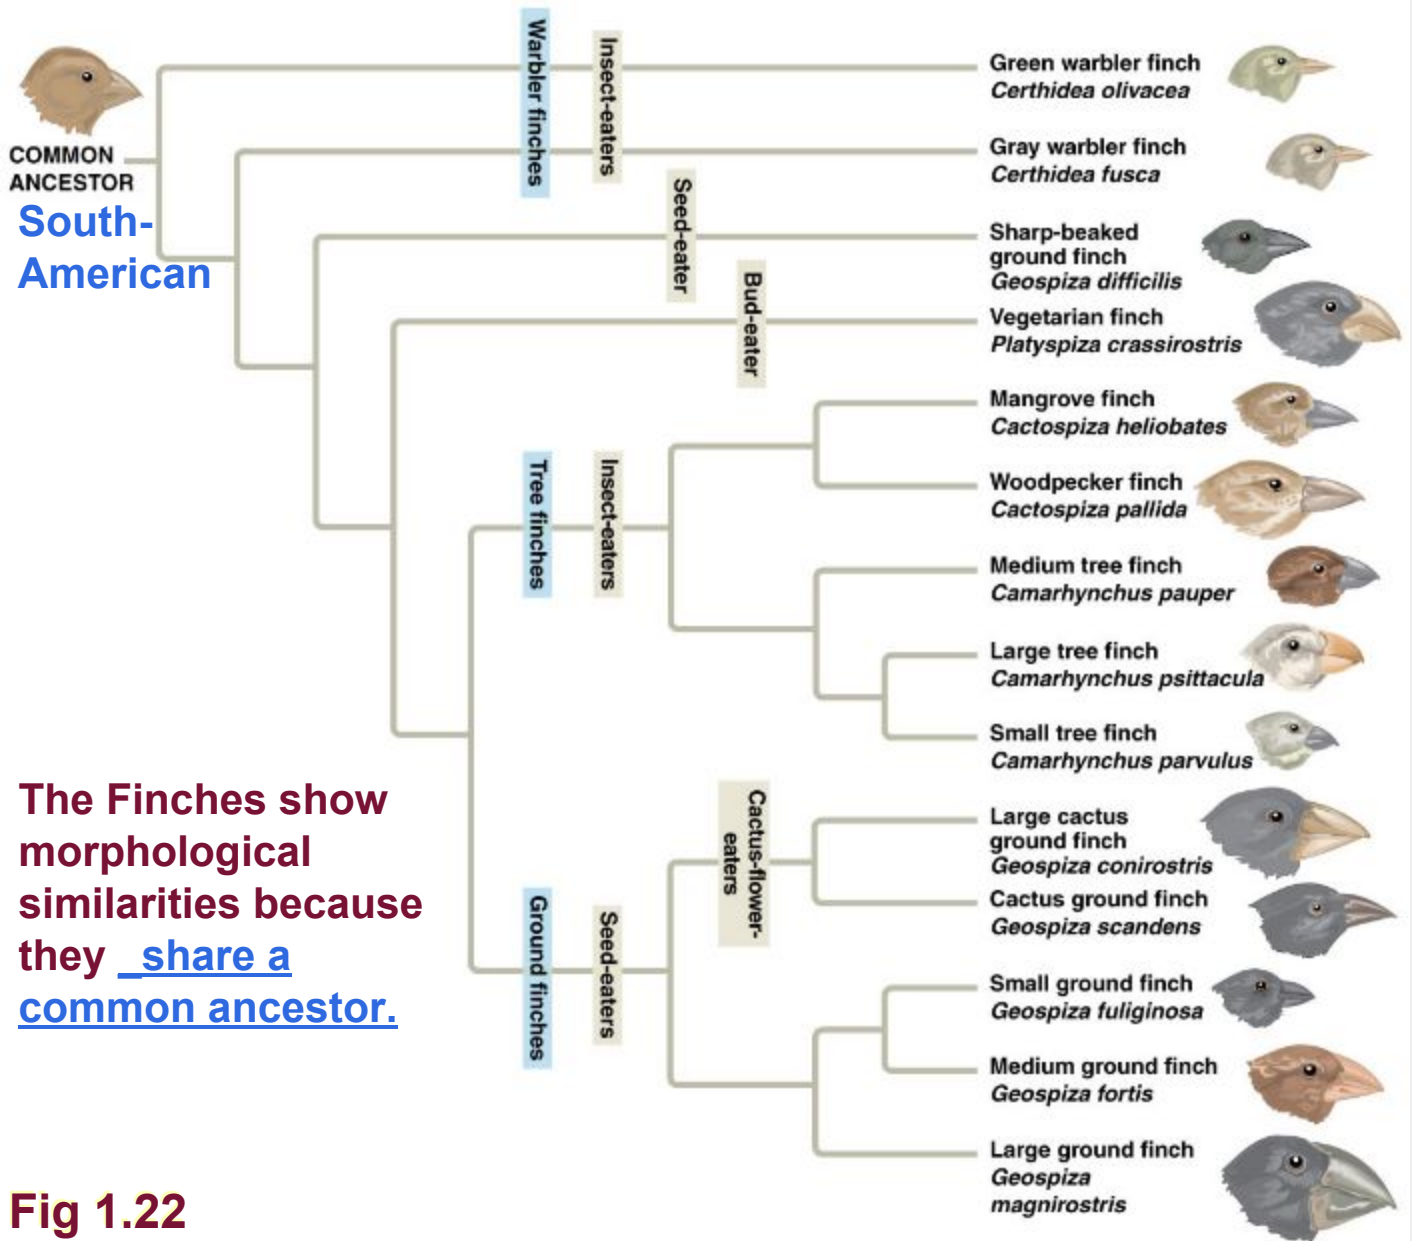 COMMON
ANCESTOR
South-
American
Warbler finches
Insect-eaters
Seed-eater
Bud-eater
Tree finches
Insect-eaters
Cactus-flower-
eaters
Ground finches
Seed-eaters
Green warbler finch
Certhidea olivacea
Gray warbler finch
Certhidea fusca
Sharp-beaked
ground finch
Geospiza difficilis
Vegetarian finch
Platyspiza crassirostris
Mangrove finch
Cactospiza heliobates
Woodpecker finch
Cactospiza pallida
Medium tree finch
Camarhynchus pauper
Large tree finch
Camarhynchus psittacula
Small tree finch
Camarhynchus parvulus
Large cactus
ground finch
Geospiza conirostris
Cactus ground finch
Geospiza scandens
Small ground finch
Geospiza fuliginosa
Medium ground finch
Geospiza fortis
Large ground finch
Geospiza
magnirostris
The Finches show
morphological
similarities because
they _share a
common ancestor.
Fig 1.22